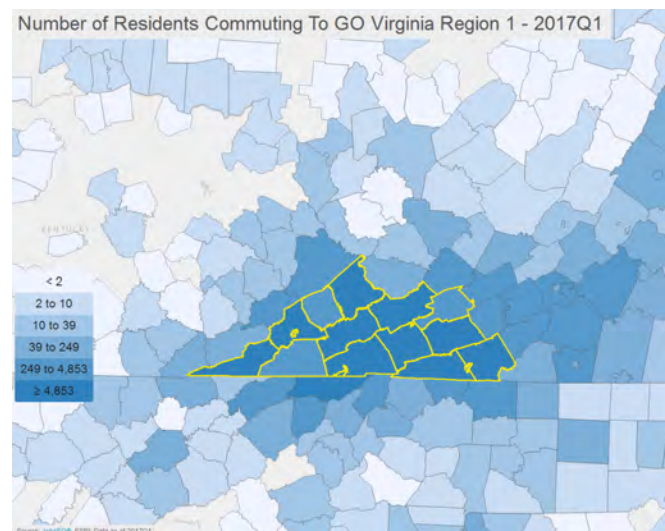 Number of Residents Commuting To GO Virginia Region 1 - 2017Q1
KENTUCKY
< 2
2 to 10
10 to 39
39 to 249
249 to 4,853
≥ 4,853